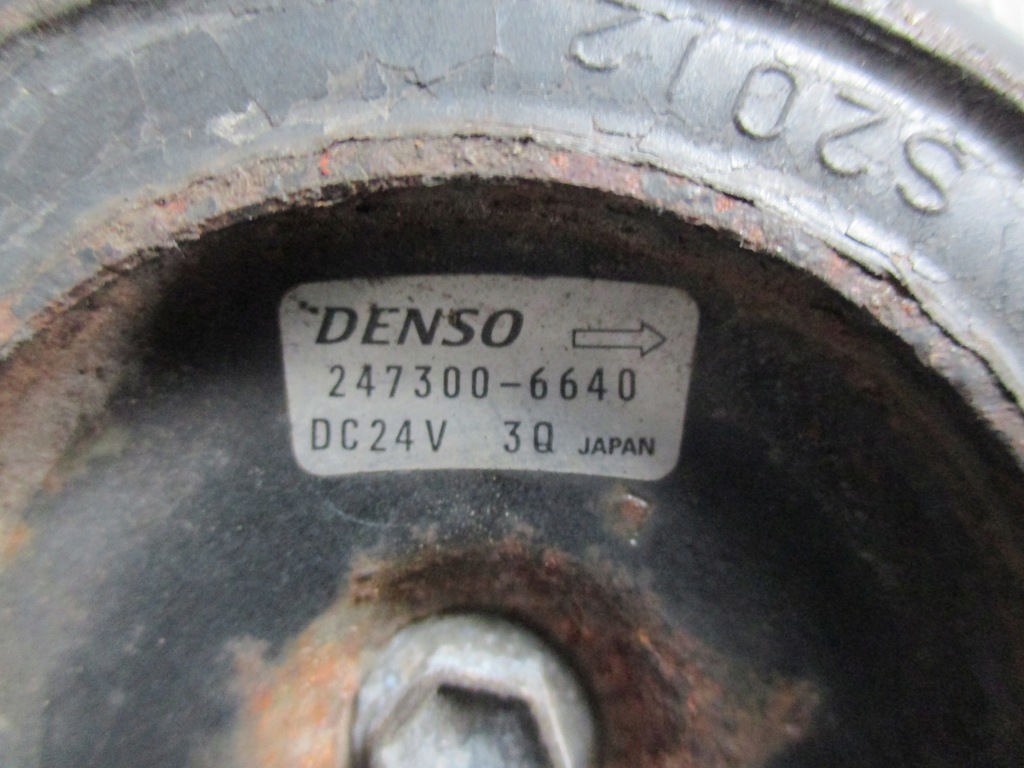 S2012
DENSO
247300-6640
DC24V 3Q JAPAN